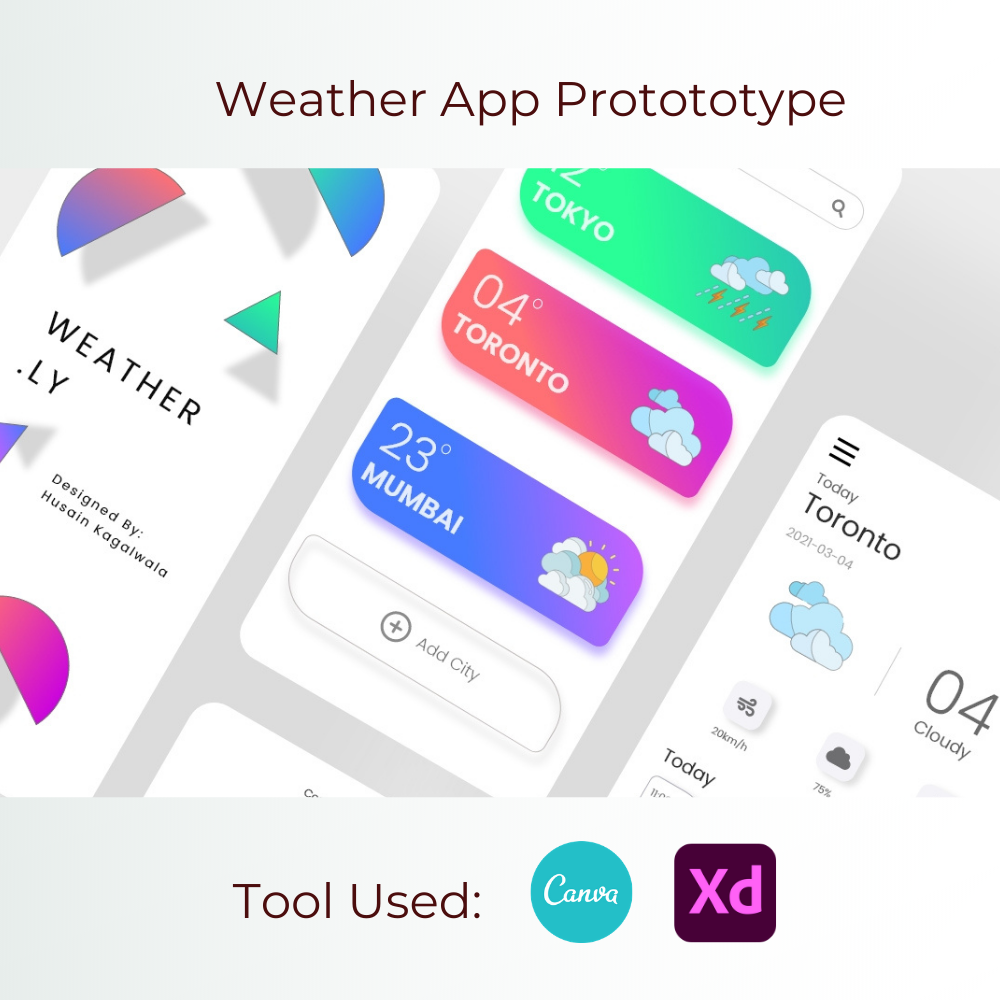 Weather App Protototype
WEATHER
.LY
Designed By:
Husain Kagalwala
TOKYO
04°
TORONTO
23°
MUMBAI
Add City
Today
Toronto
2021-03-04
04
Cloudy
20km/h
75%
Today
Tool Used:
Canva
Xd